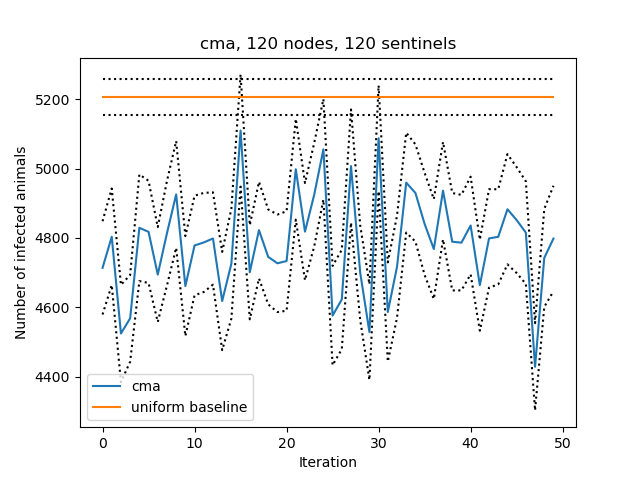 cma, 120 nodes, 120 sentinels
5200
5000
4800
4600
4400
Number of infected animals
cma
uniform baseline
0 10 20 30 40 50
Iteration